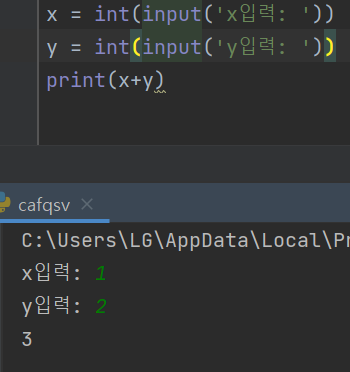 x = int(input('x입력: '))
y = int(input('y입력: '))
print(x+y)
cafqsv
C:\Users\LG\AppData\Local\Pr
x입력: 1
y입력: 2
3